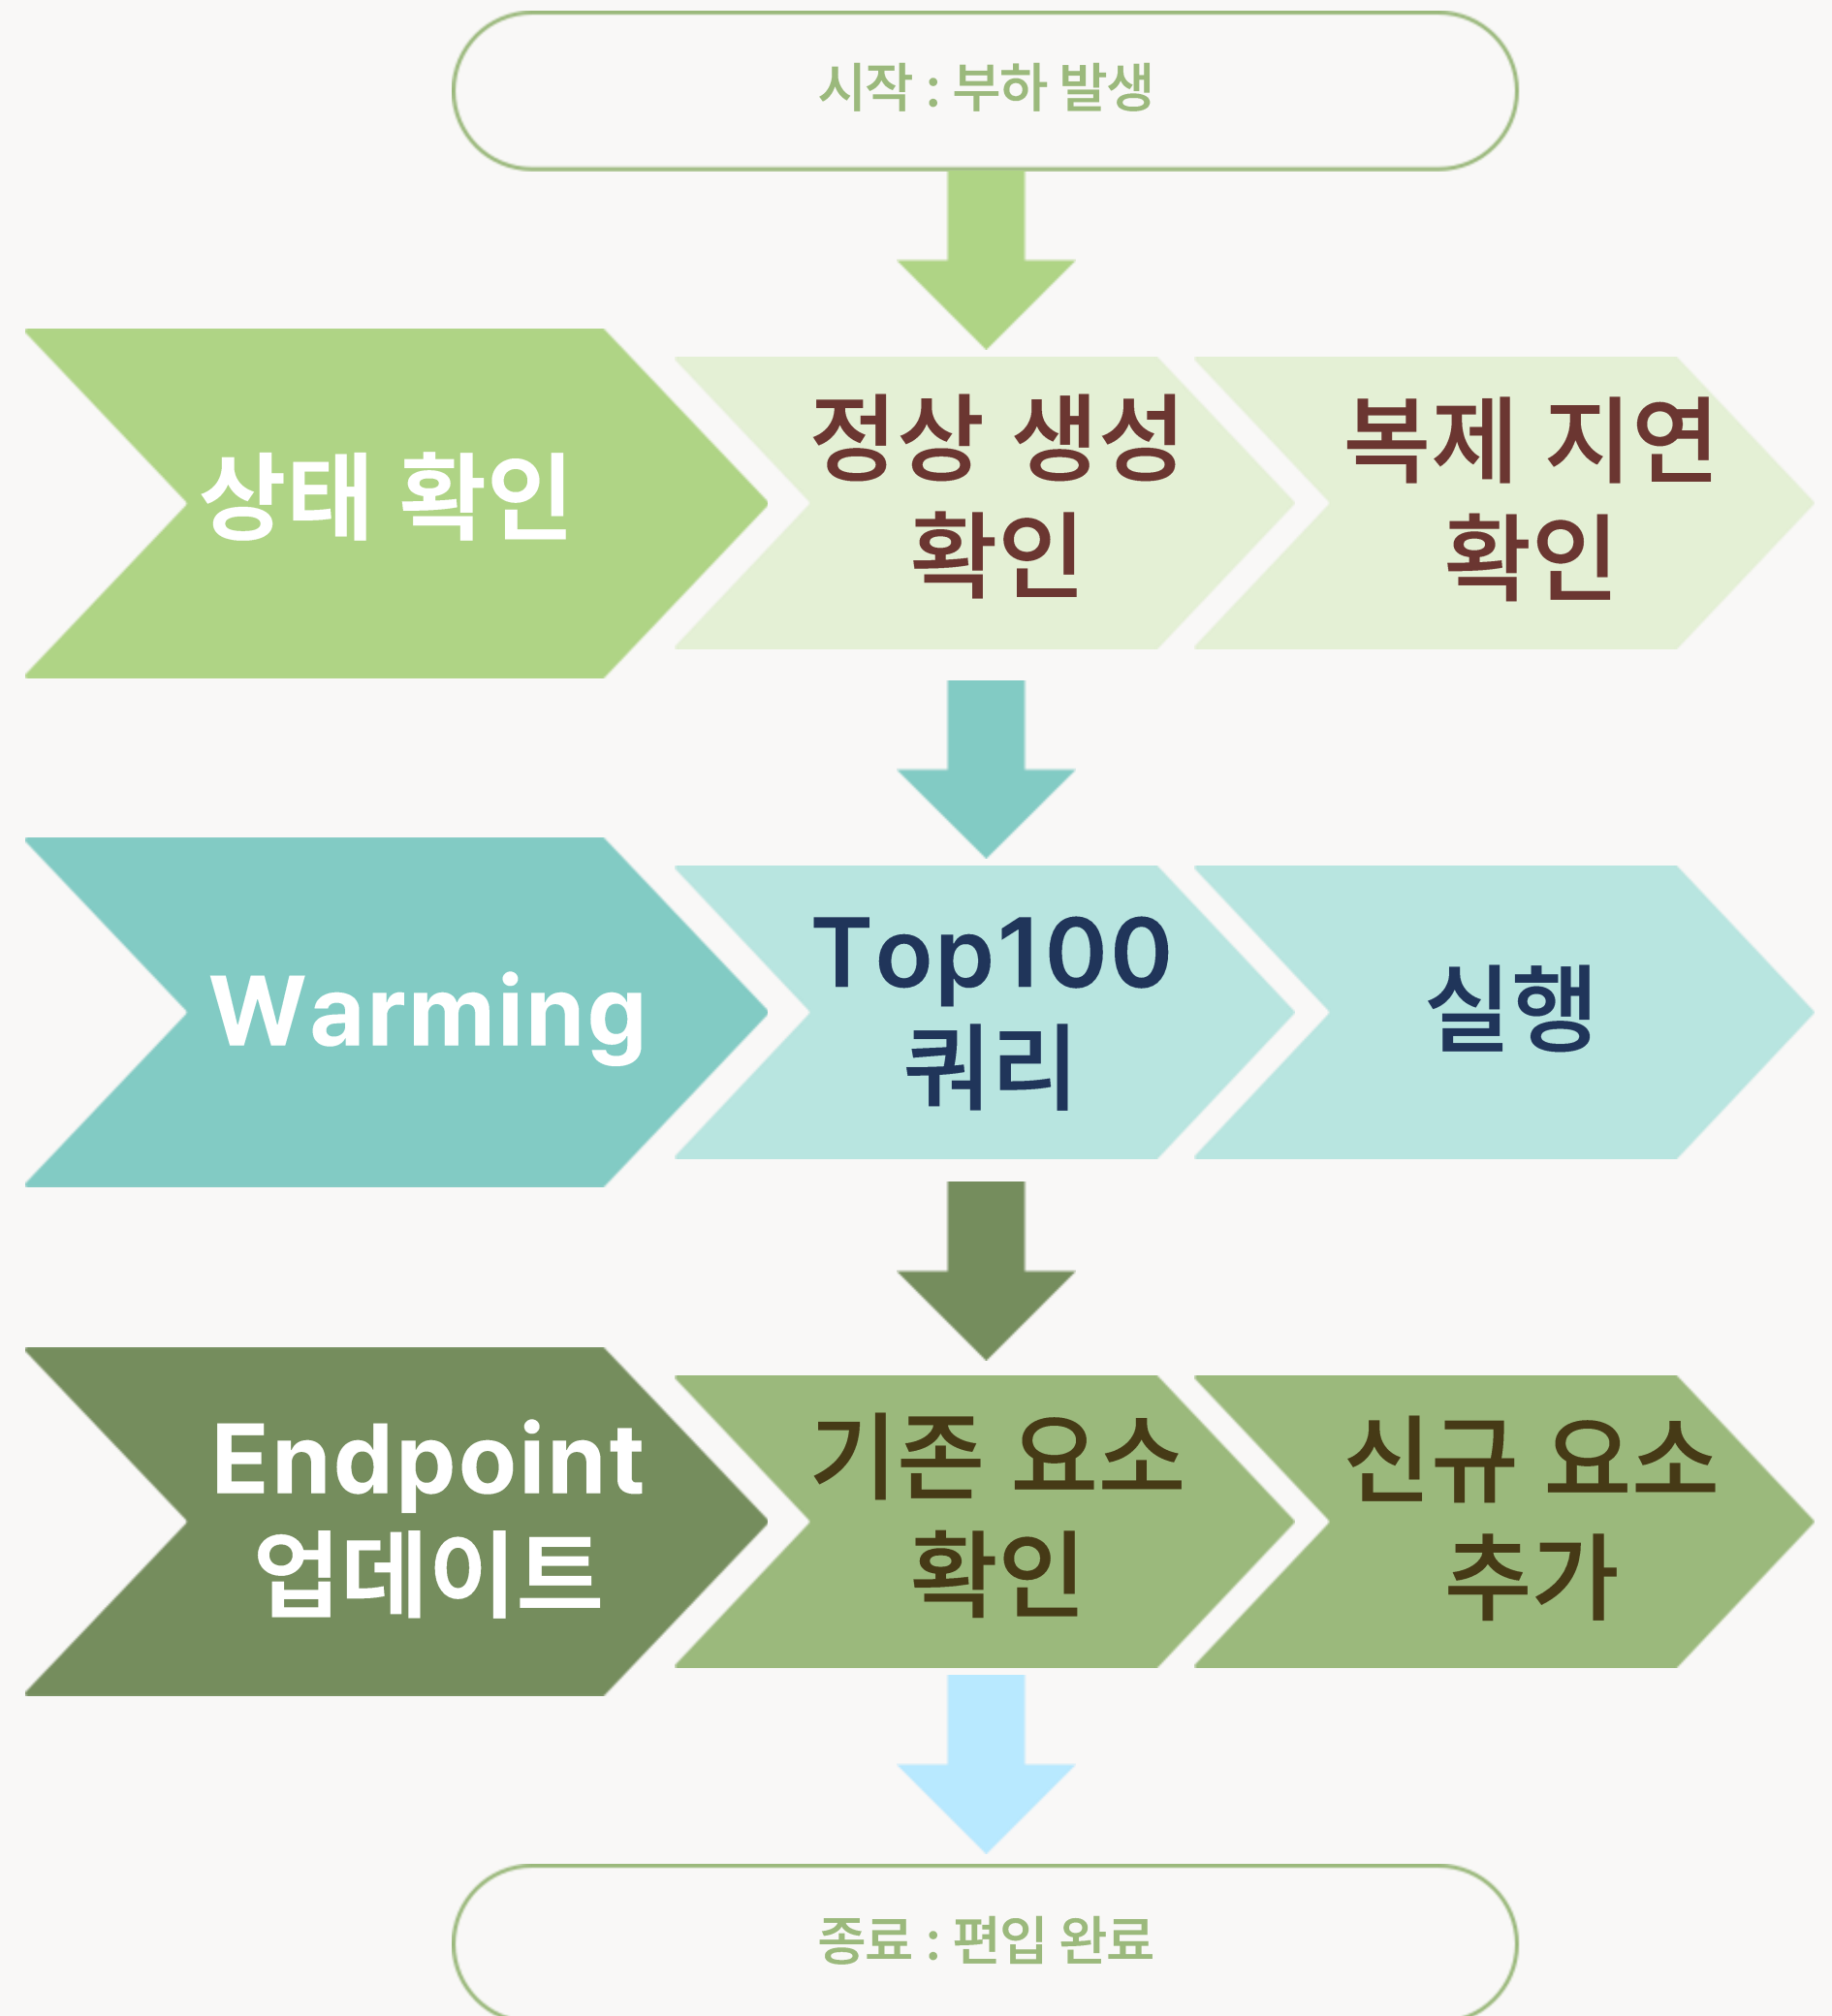 시작 : 부하 발생
상태 확인
정상 생성
확인
복제 지연
확인
Warming
Top100
쿼리
실행
Endpoint
업데이트
기존 요소
확인
신규 요소
추가
종료 : 편입 완료